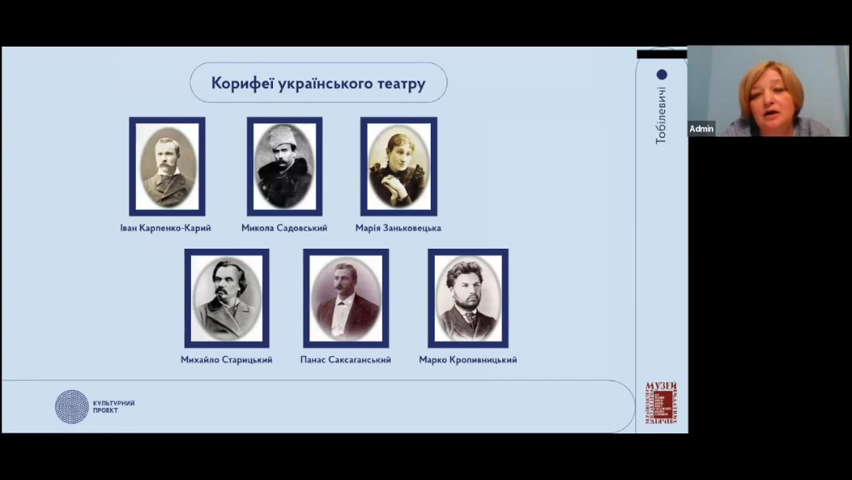 Корифеї українського театру
Іван Карпенко-Карий
Микола Садовський
Марія Заньковецька
Михайло Старицький
Панас Саксаганський
Марко Кропивницький
КУЛЬТУРНИЙ
ПРОЕКТ
Тобілевичі
МУЗЕЙ
Admin